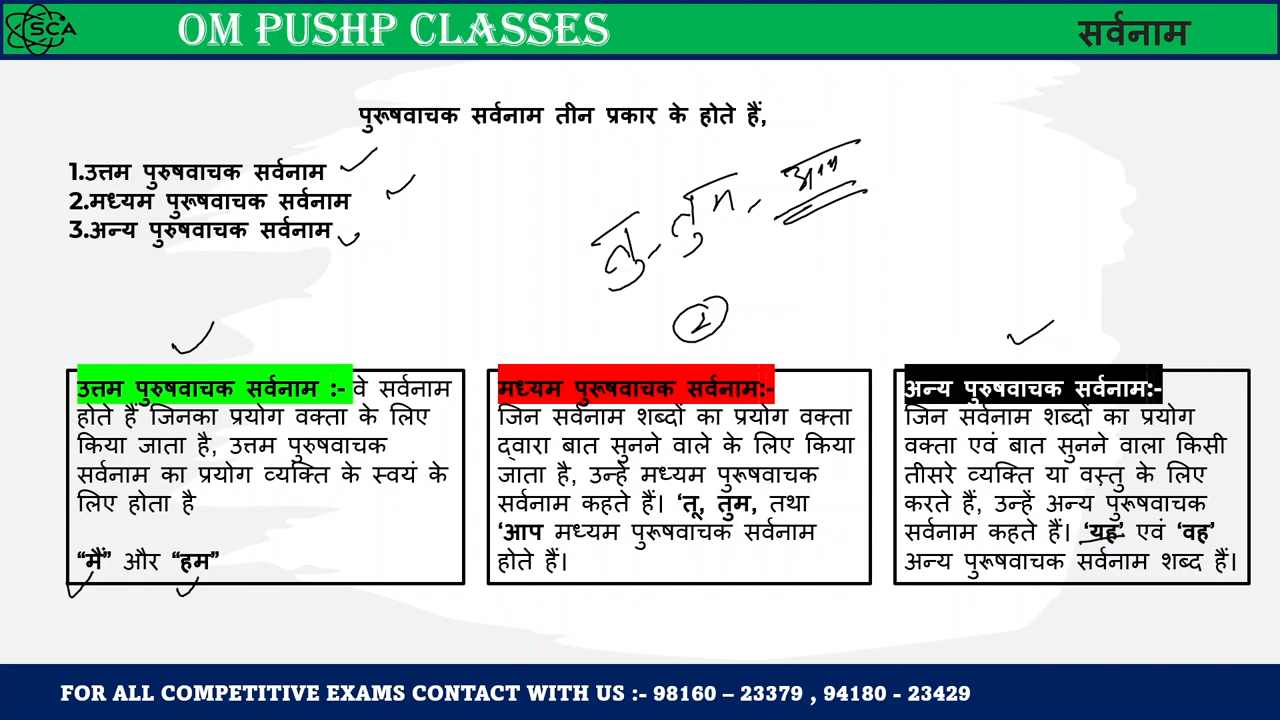 SCA
OM PUSHP CLASSES
सर्वनाम
पुरूषवाचक सर्वनाम तीन प्रकार के होते हैं,
1.उत्तम पुरुषवाचक सर्वनाम
2.मध्यम पुरूषवाचक सर्वनाम
3.अन्य पुरुषवाचक सर्वनाम
तु, तुम, आप
2
उत्तम पुरुषवाचक सर्वनाम :- वे सर्वनाम
होते हैं जिनका प्रयोग वक्ता के लिए
किया जाता है, उत्तम पुरुषवाचक
सर्वनाम का प्रयोग व्यक्ति के स्वयं के
लिए होता है
“मैं” और “हम”
मध्यम पुरूषवाचक सर्वनाम:-
जिन सर्वनाम शब्दों का प्रयोग वक्ता
द्वारा बात सुनने वाले के लिए किया
जाता है, उन्हें मध्यम पुरूषवाचक
सर्वनाम कहते हैं। ‘तू, तुम, तथा
‘आप मध्यम पुरूषवाचक सर्वनाम
होते हैं।
अन्य पुरुषवाचक सर्वनाम:-
जिन सर्वनाम शब्दों का प्रयोग
वक्ता एवं बात सुनने वाला किसी
तीसरे व्यक्ति या वस्तु के लिए
करते हैं, उन्हें अन्य पुरूषवाचक
सर्वनाम कहते हैं। ‘यह’ एवं ‘वह’
अन्य पुरूषवाचक सर्वनाम शब्द हैं।
FOR ALL COMPETITIVE EXAMS CONTACT WITH US :- 98160 – 23379 , 94180 - 23429